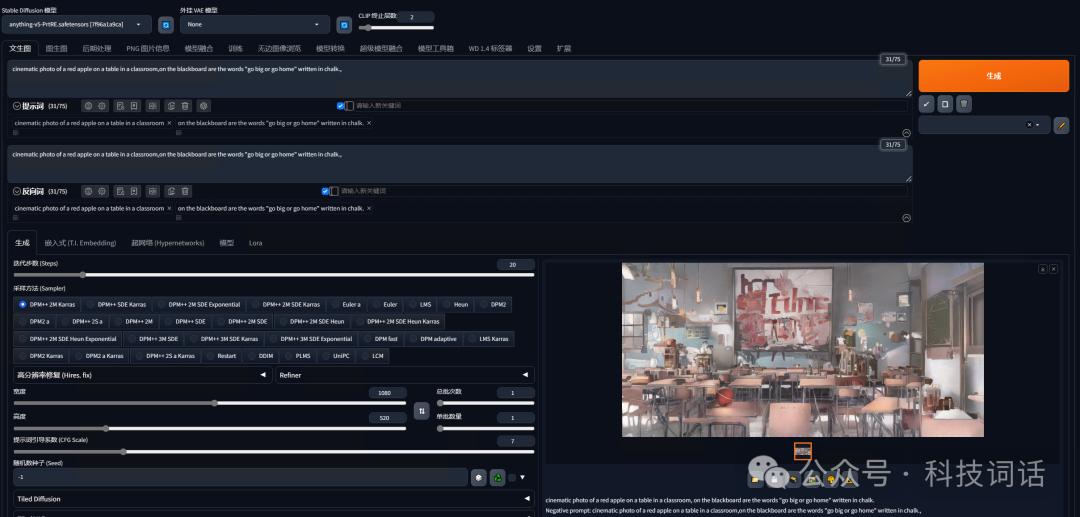 Stable Diffusion 模型
外挂 VAE 模型
CLIP 终止层数
2
anything-v5-PrtRE.safetensors [7f96a1a9ca]
None
文生图 图生图 后期处理 PNG 图片信息 模型融合 训练 无边图像浏览 模型转换 超级模型融合 模型工具箱 WD 1.4 标签器 设置 扩展
31/75
cinematic photo of a red apple on a table in a classroom,on the blackboard are the words "go big or go home" written in chalk.,
生成
提示词 (31/75)
请输入新关键词
cinematic photo of a red apple on a table in a classroom × on the blackboard are the words "go big or go home" written in chalk. ×
31/75
cinematic photo of a red apple on a table in a classroom,on the blackboard are the words "go big or go home" written in chalk.,
反向词 (31/75)
请输入新关键词
cinematic photo of a red apple on a table in a classroom × on the blackboard are the words "go big or go home" written in chalk. ×
生成 嵌入式 (T.I. Embedding) 超网络 (Hypernetworks) 模型 Lora
迭代步数 (Steps)
20
采样方法 (Sampler)
DPM++ 2M Karras DPM++ SDE Karras DPM++ 2M SDE Exponential DPM++ 2M SDE Karras Euler a Euler LMS Heun DPM2
DPM2 a DPM++ 2S a DPM++ 2M DPM++ SDE DPM++ 2M SDE DPM++ 2M SDE Heun DPM++ 2M SDE Heun Karras
DPM++ 2M SDE Heun Exponential DPM++ 3M SDE DPM++ 3M SDE Karras DPM++ 3M SDE Exponential DPM fast DPM adaptive LMS Karras
DPM2 Karras DPM2 a Karras DPM++ 2S a Karras Restart DDIM PLMS UniPC LCM
高分辨率修复 (Hires. fix)
Refiner
宽度
1080
总批次数
1
高度
520
单批数量
1
提示词引导系数 (CFG Scale)
7
随机数种子 (Seed)
-1
Tiled Diffusion
公众号 · 科技词话
cinematic photo of a red apple on a table in a classroom, on the blackboard are the words "go big or go home" written in chalk.
Negative prompt: cinematic photo of a red apple on a table in a classroom,on the blackboard are the words "go big or go home" written in chalk.,